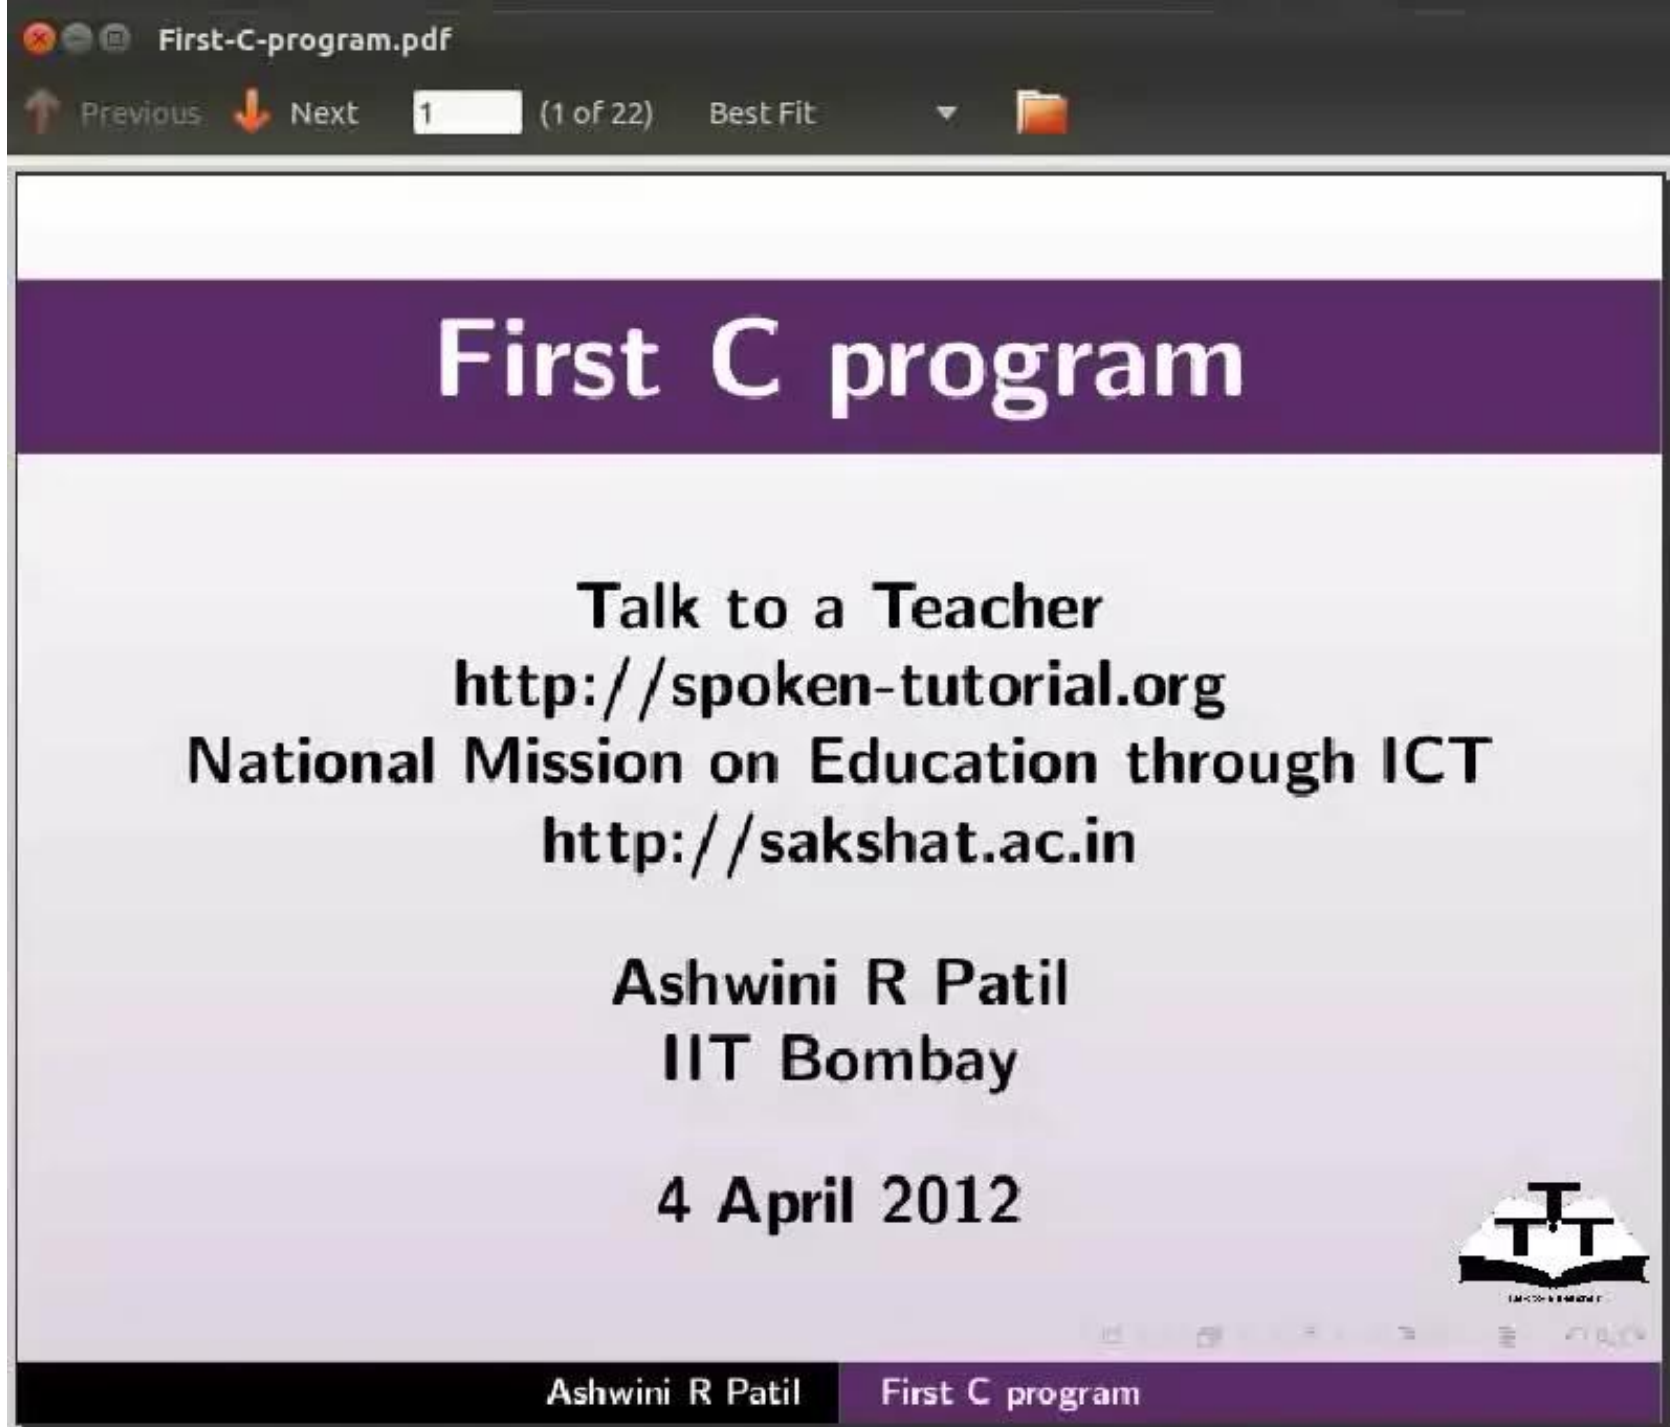 First-C-program.pdf
Previous Next 1 (1 of 22) Best Fit
First C program
Talk to a Teacher
http://spoken-tutorial.org
National Mission on Education through ICT
http://sakshat.ac.in
Ashwini R Patil
IIT Bombay
4 April 2012
T
T T
Ashwini R Patil First C program